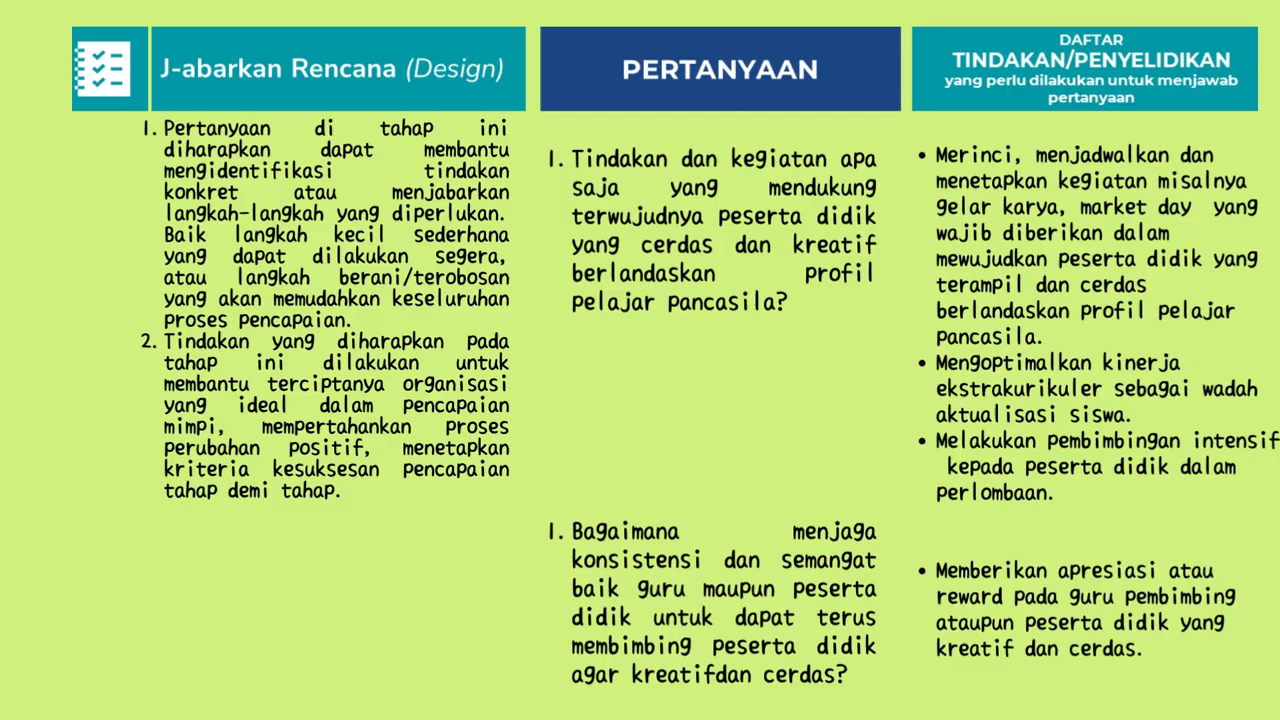 J-abarkan Rencana (Design)
1. Pertanyaan di tahap ini
diharapkan dapat membantu
mengidentifikasi tindakan
konkret atau menjabarkan
langkah-langkah yang diperlukan.
Baik langkah kecil sederhana
yang dapat dilakukan segera,
atau langkah berani/terobosan
yang akan memudahkan keseluruhan
proses pencapaian.
2. Tindakan yang diharapkan pada
tahap ini dilakukan untuk
membantu terciptanya organisasi
yang ideal dalam pencapaian
mimpi, mempertahankan proses
perubahan positif, menetapkan
kriteria kesuksesan pencapaian
tahap demi tahap.
PERTANYAAN
1. Tindakan dan kegiatan apa
saja yang mendukung
terwujudnya peserta didik
yang cerdas dan kreatif
berlandaskan profil
pelajar pancasila?
1. Bagaimana menjaga
konsistensi dan semangat
baik guru maupun peserta
didik untuk dapat terus
membimbing peserta didik
agar kreatifdan cerdas?
DAFTAR
TINDAKAN/PENYELIDIKAN
yang perlu dilakukan untuk menjawab
pertanyaan
• Merinci, menjadwalkan dan
menetapkan kegiatan misalnya
gelar karya, market day yang
wajib diberikan dalam
mewujudkan peserta didik yang
terampil dan cerdas
berlandaskan profil pelajar
pancasila.
• Mengoptimalkan kinerja
ekstrakurikuler sebagai wadah
aktualisasi siswa.
• Melakukan pembimbingan intensif
kepada peserta didik dalam
perlombaan.
• Memberikan apresiasi atau
reward pada guru pembimbing
ataupun peserta didik yang
kreatif dan cerdas.